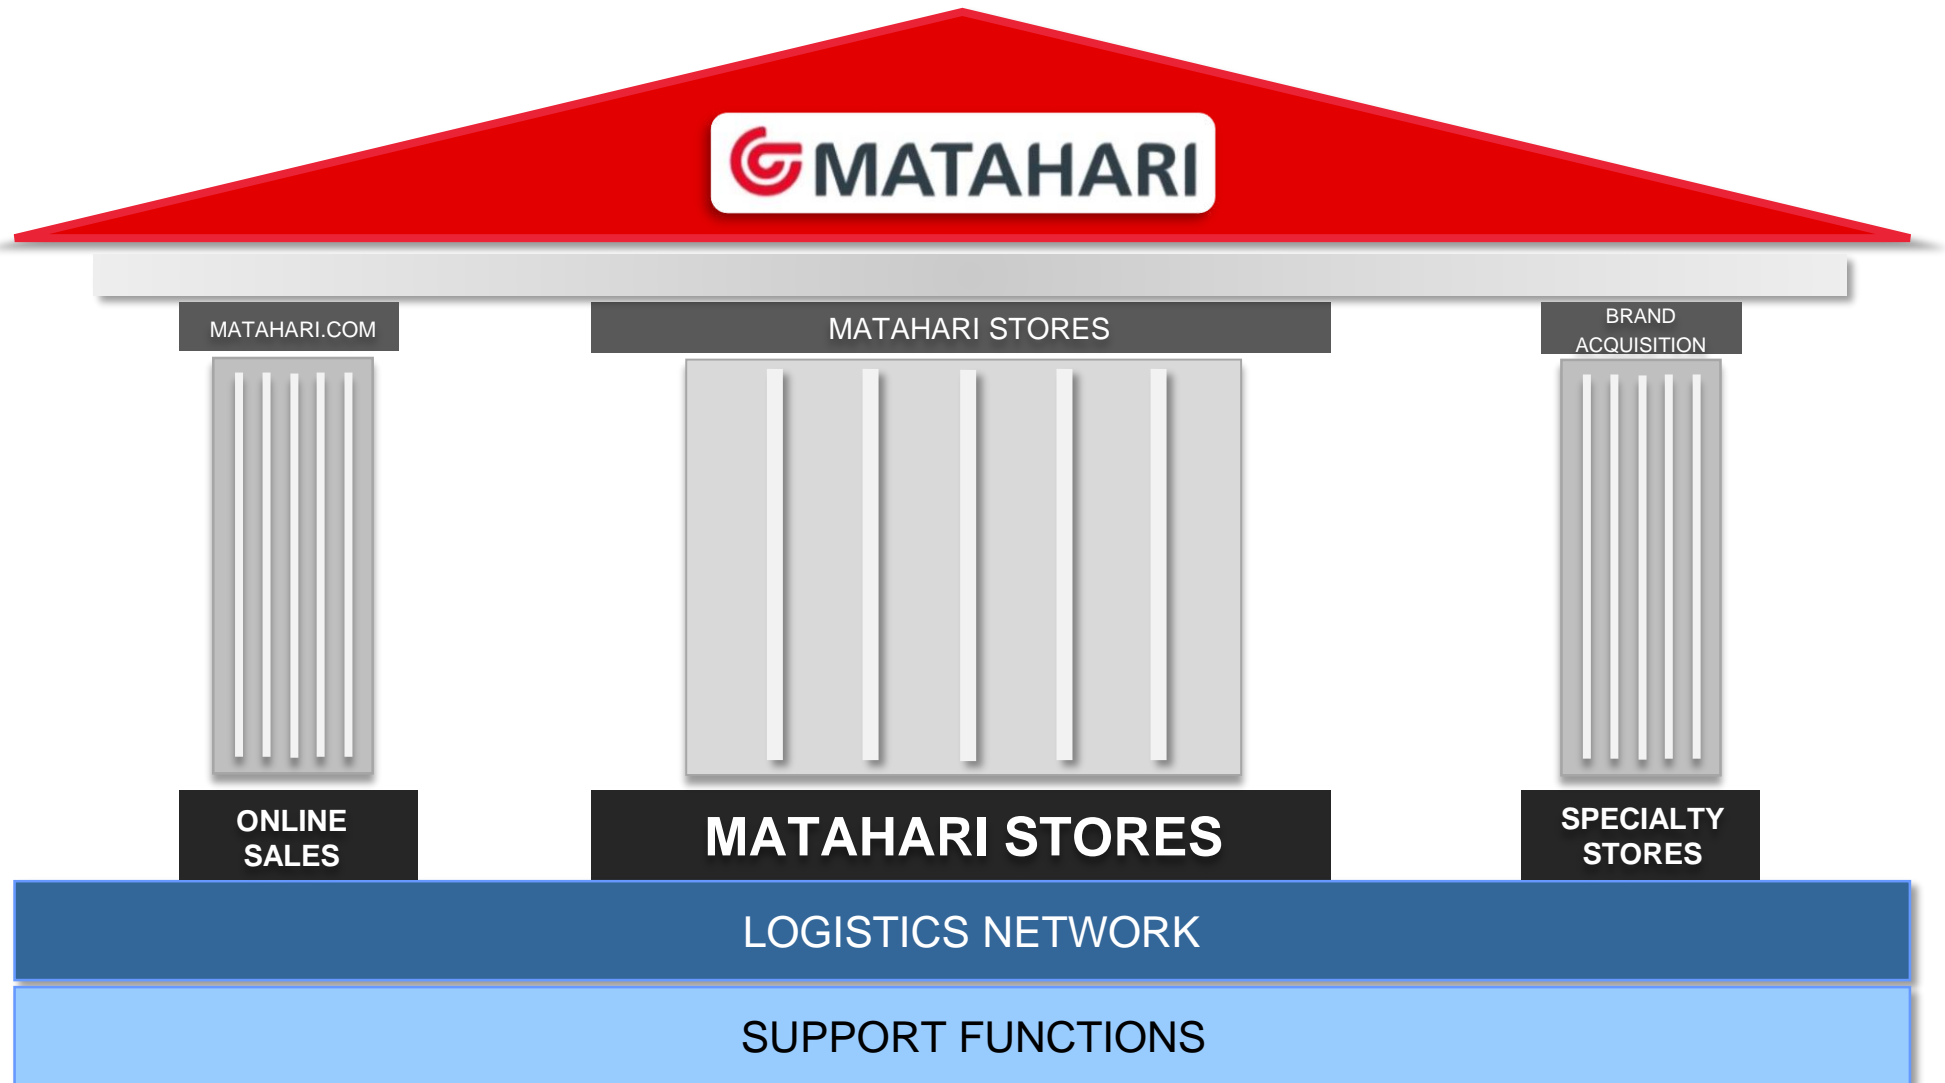 MATAHARI
MATAHARI.COM
MATAHARI STORES
BRAND
ACQUISITION
ONLINE
SALES
MATAHARI STORES
SPECIALTY
STORES
LOGISTICS NETWORK
SUPPORT FUNCTIONS